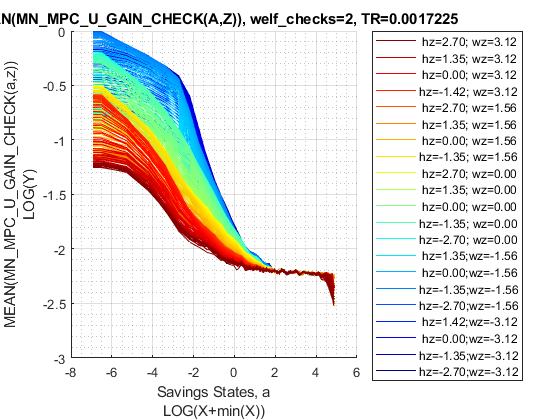 N(MN_MPC_U_GAIN_CHECK(A,Z)), welf_checks=2, TR=0.0017225
MEAN(MN_MPC_U_GAIN_CHECK(a,z))
LOG(Y)
0
-0.5
-1
-1.5
-2
-2.5
-3
-8
-6
-4
-2
0
2
4
6
Savings States, a
LOG(X+min(X))
hz=2.70; wz=3.12
hz=1.35; wz=3.12
hz=0.00; wz=3.12
hz=-1.42; wz=3.12
hz=2.70; wz=1.56
hz=1.35; wz=1.56
hz=0.00; wz=1.56
hz=-1.35; wz=1.56
hz=2.70; wz=0.00
hz=1.35; wz=0.00
hz=0.00; wz=0.00
hz=-1.35; wz=0.00
hz=-2.70; wz=0.00
hz=1.35;wz=-1.56
hz=0.00;wz=-1.56
hz=-1.35;wz=-1.56
hz=-2.70;wz=-1.56
hz=1.42;wz=-3.12
hz=0.00;wz=-3.12
hz=-1.35;wz=-3.12
hz=-2.70;wz=-3.12